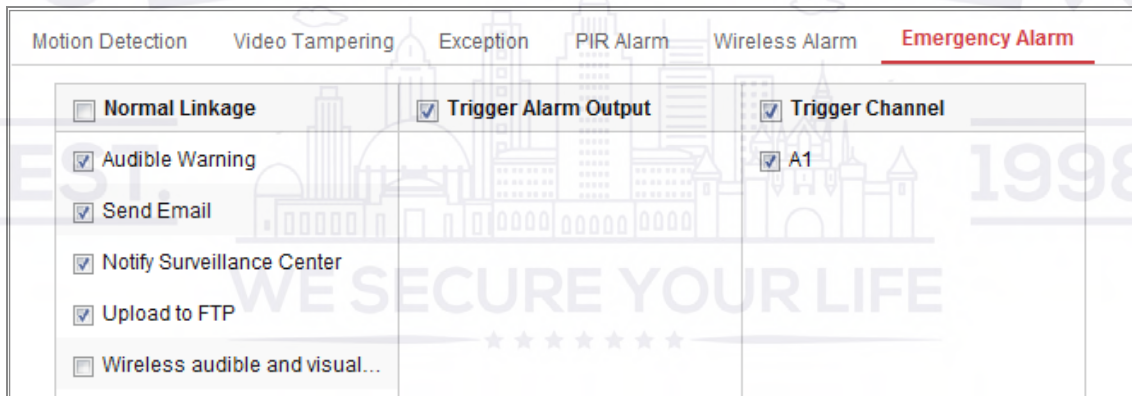 Motion Detection Video Tampering Exception PIR Alarm Wireless Alarm Emergency Alarm
Normal Linkage Trigger Alarm Output Trigger Channel
Audible Warning A1
EST. 1998
Send Email
Notify Surveillance Center
WE SECURE YOUR LIFE
Upload to FTP
Wireless audible and visual...